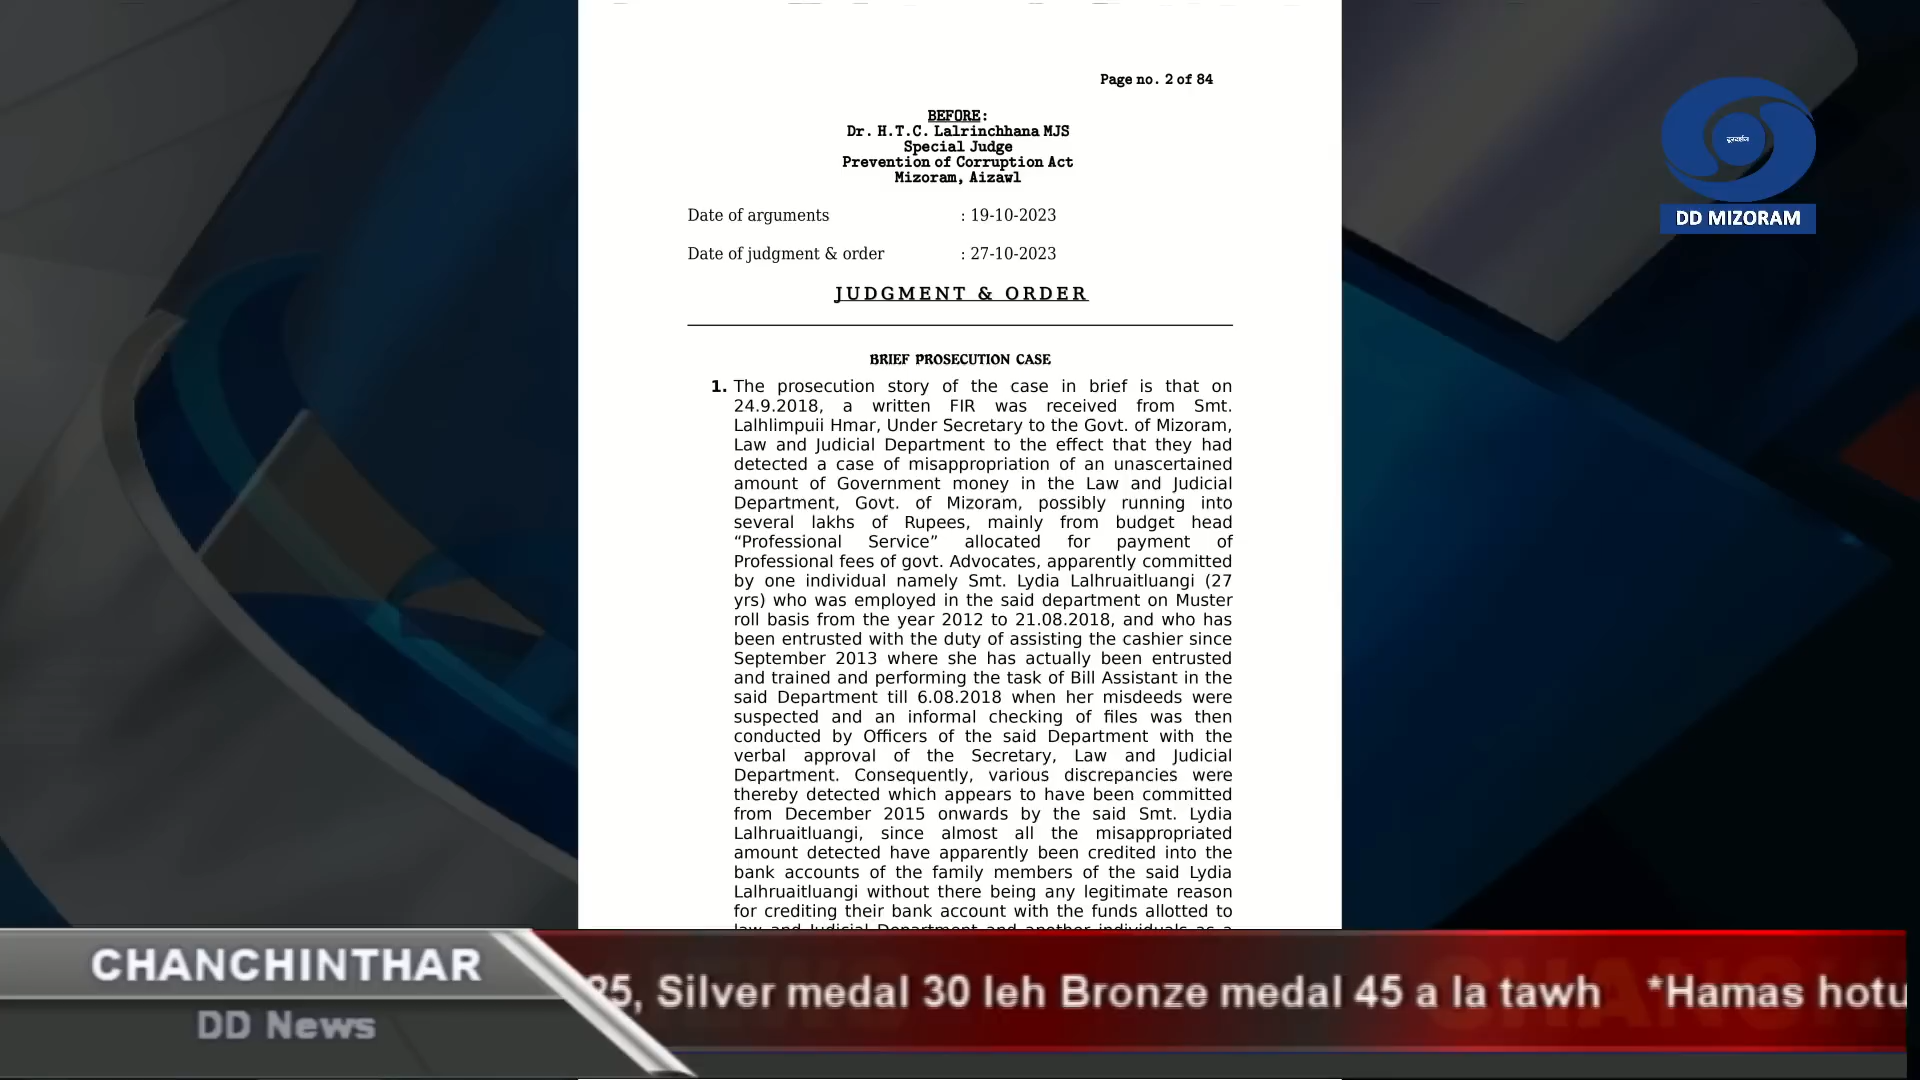 Page no. 2 of 84
BEFORE:
Dr. H.T.C. Lalrinchhana MJS
Special Judge
Prevention of Corruption Act
Mizoram, Aizawl
Date of arguments : 19-10-2023
Date of judgment & order : 27-10-2023
JUDGMENT & ORDER
BRIEF PROSECUTION CASE
1. The prosecution story of the case in brief is that on
24.9.2018, a written FIR was received from Smt.
Lalhlimpuii Hmar, Under Secretary to the Govt. of Mizoram,
Law and Judicial Department to the effect that they had
detected a case of misappropriation of an unascertained
amount of Government money in the Law and Judicial
Department, Govt. of Mizoram, possibly running into
several lakhs of Rupees, mainly from budget head
“Professional Service” allocated for payment of
Professional fees of govt. Advocates, apparently committed
by one individual namely Smt. Lydia Lalhruaitluangi (27
yrs) who was employed in the said department on Muster
roll basis from the year 2012 to 21.08.2018, and who has
been entrusted with the duty of assisting the cashier since
September 2013 where she has actually been entrusted
and trained and performing the task of Bill Assistant in the
said Department till 6.08.2018 when her misdeeds were
suspected and an informal checking of files was then
conducted by Officers of the said Department with the
verbal approval of the Secretary, Law and Judicial
Department. Consequently, various discrepancies were
thereby detected which appears to have been committed
from December 2015 onwards by the said Smt. Lydia
Lalhruaitluangi, since almost all the misappropriated
amount detected have apparently been credited into the
bank accounts of the family members of the said Lydia
Lalhruaitluangi without there being any legitimate reason
for crediting their bank account with the funds allotted to
law and Judicial Department and another individuals as a
दूरदर्शन
DD MIZORAM
CHANCHINTHAR
DD News
25, Silver medal 30 leh Bronze medal 45 a la tawh *Hamas hotu